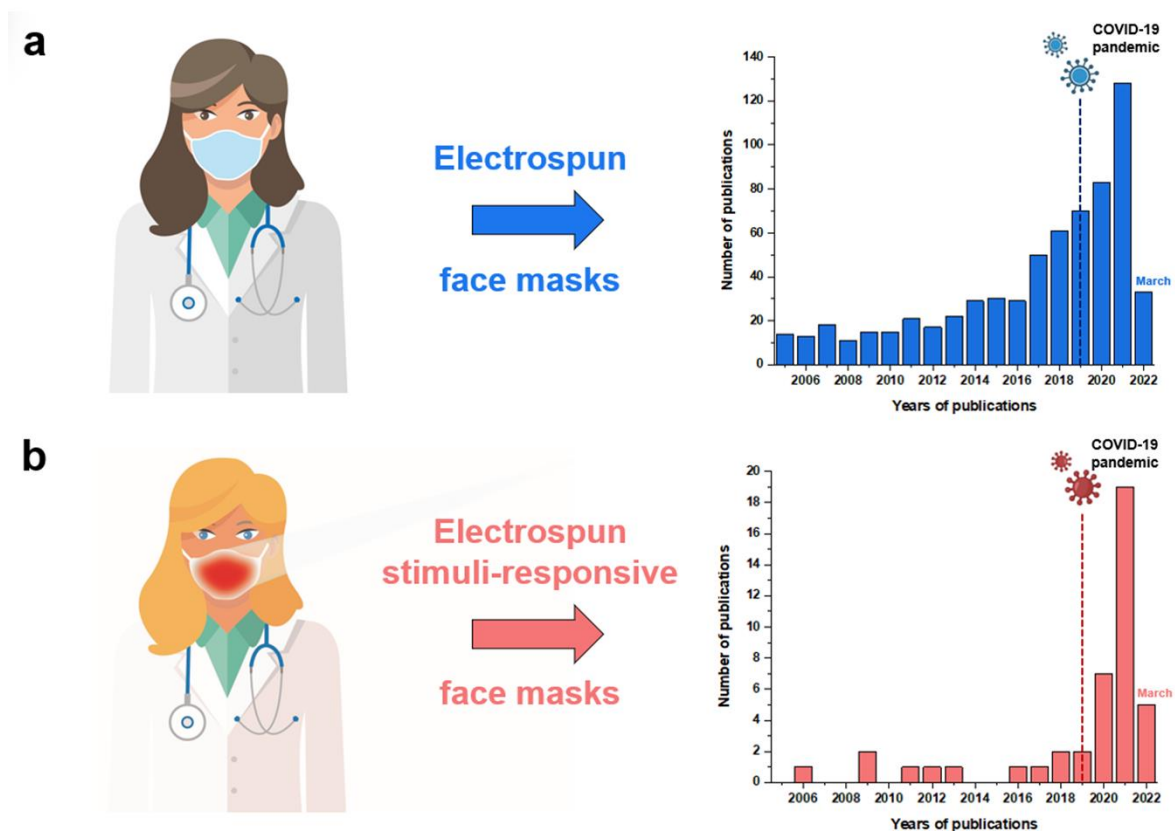 a
Electrospun
face masks
COVID-19
pandemic
140
120
100
80
60
40
20
0
Number of publications
March
2006 2008 2010 2012 2014 2016 2018 2020 2022
Years of publications
b
Electrospun
stimuli-responsive
face masks
COVID-19
pandemic
20
18
16
14
12
10
8
6
4
2
0
Number of publications
March
2006 2008 2010 2012 2014 2016 2018 2020 2022
Years of publications